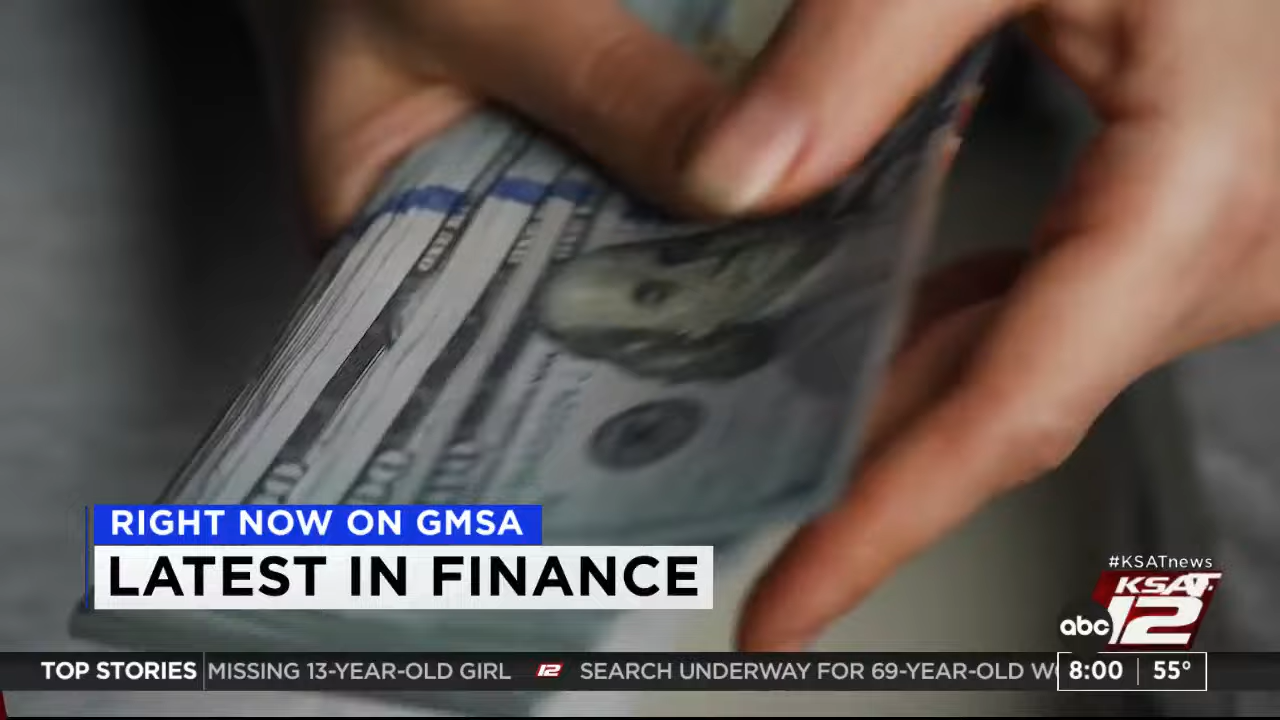 RIGHT NOW ON GMSA
LATEST IN FINANCE
#KSATnews
KSAT
abc 12
TOP STORIES MISSING 13-YEAR-OLD GIRL 12 SEARCH UNDERWAY FOR 69-YEAR-OLD 8:00 55°